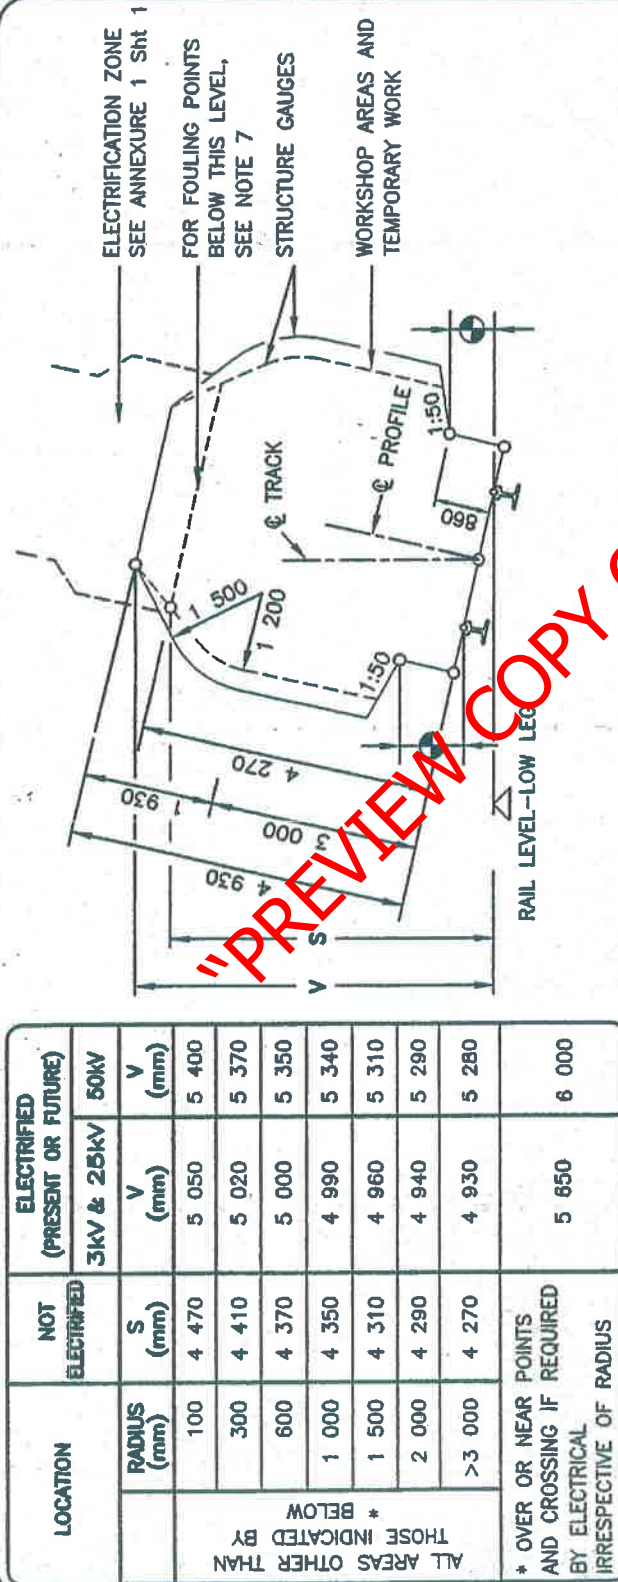 ELECTRIFICATION ZONE
SEE ANNEXURE 1 Sht 1
FOR FOULING POINTS
BELOW THIS LEVEL,
SEE NOTE 7
STRUCTURE GAUGES
WORKSHOP AREAS AND
TEMPORARY WORK
℄ TRACK
℄ PROFILE
1:50
1:50
860
1 500
1 200
4 270
1 930
3 000
4 930
S
V
RAIL LEVEL-LOW LEG
"PREVIEW COPY
LOCATION
NOT
ELECTRIFIED
ELECTRIFIED
(PRESENT OR FUTURE)
3kV & 25kV
50kV
RADIUS
(mm)
S
(mm)
V
(mm)
V
(mm)
ALL AREAS OTHER THAN
THOSE INDICATED BY
* BELOW
100 4 470 5 050 5 400
300 4 410 5 020 5 370
600 4 370 5 000 5 350
1 000 4 350 4 990 5 340
1 500 4 310 4 960 5 310
2 000 4 290 4 940 5 290
>3 000 4 270 4 930 5 280
* OVER OR NEAR POINTS
AND CROSSING IF REQUIRED
BY ELECTRICAL
IRRESPECTIVE OF RADIUS
5 650 6 000